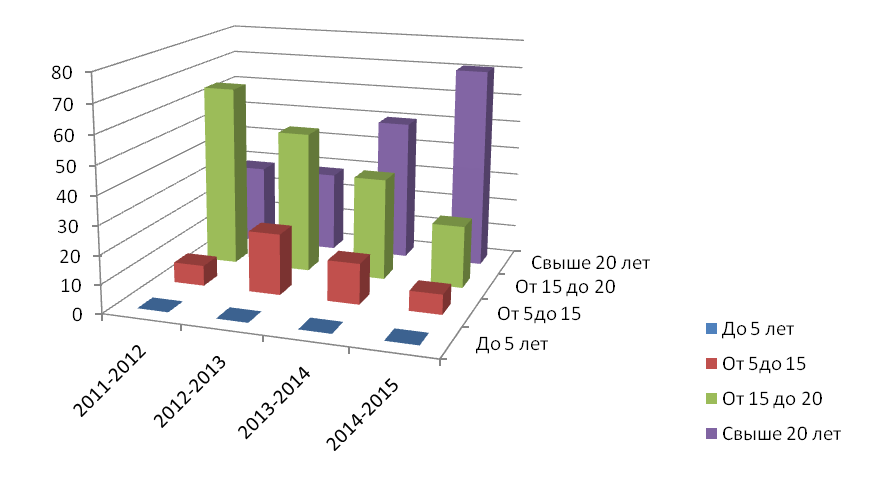 80
70
60
50
40
30
20
10
0
2011-2012
2012-2013
2013-2014
2014-2015
Свыше 20 лет
От 15 до 20
От 5до 15
До 5 лет
До 5 лет
От 5до 15
От 15 до 20
Свыше 20 лет